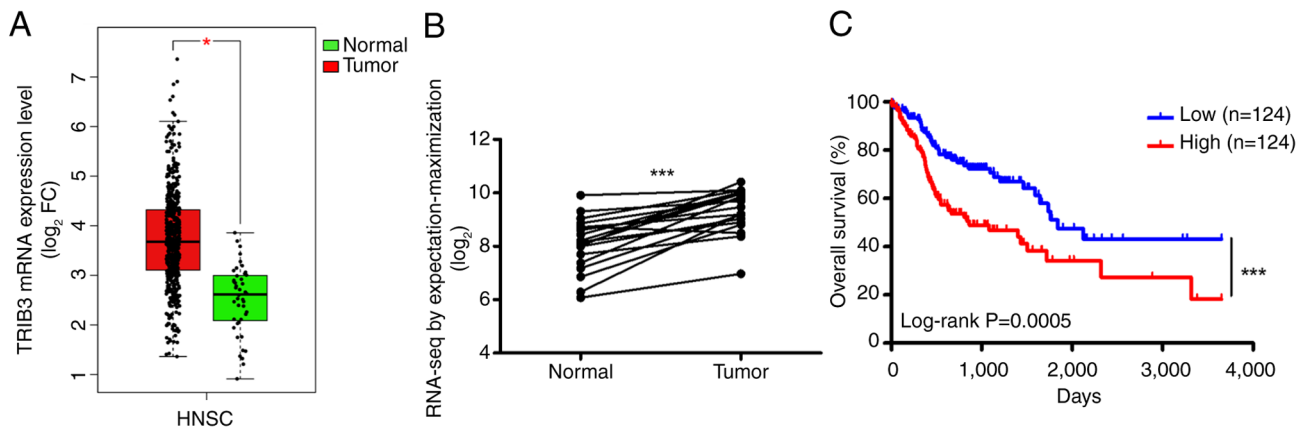 A
TRIB3 mRNA expression level
(log2 FC)
7
6
5
4
3
2
1
*
Normal
Tumor
HNSC
B
RNA-seq by expectation-maximization
(log2)
12
10
8
6
4
***
Normal
Tumor
C
Overall survival (%)
100
80
60
40
20
0
Low (n=124)
High (n=124)
***
Log-rank P=0.0005
0
1,000
2,000
3,000
4,000
Days